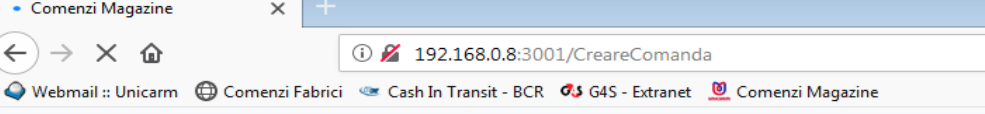 Comenzi Magazine
192.168.0.8:3001/CreareComanda
Webmail :: Unicarm Comenzi Fabrici Cash In Transit - BCR G4S G4S - Extranet Comenzi Magazine